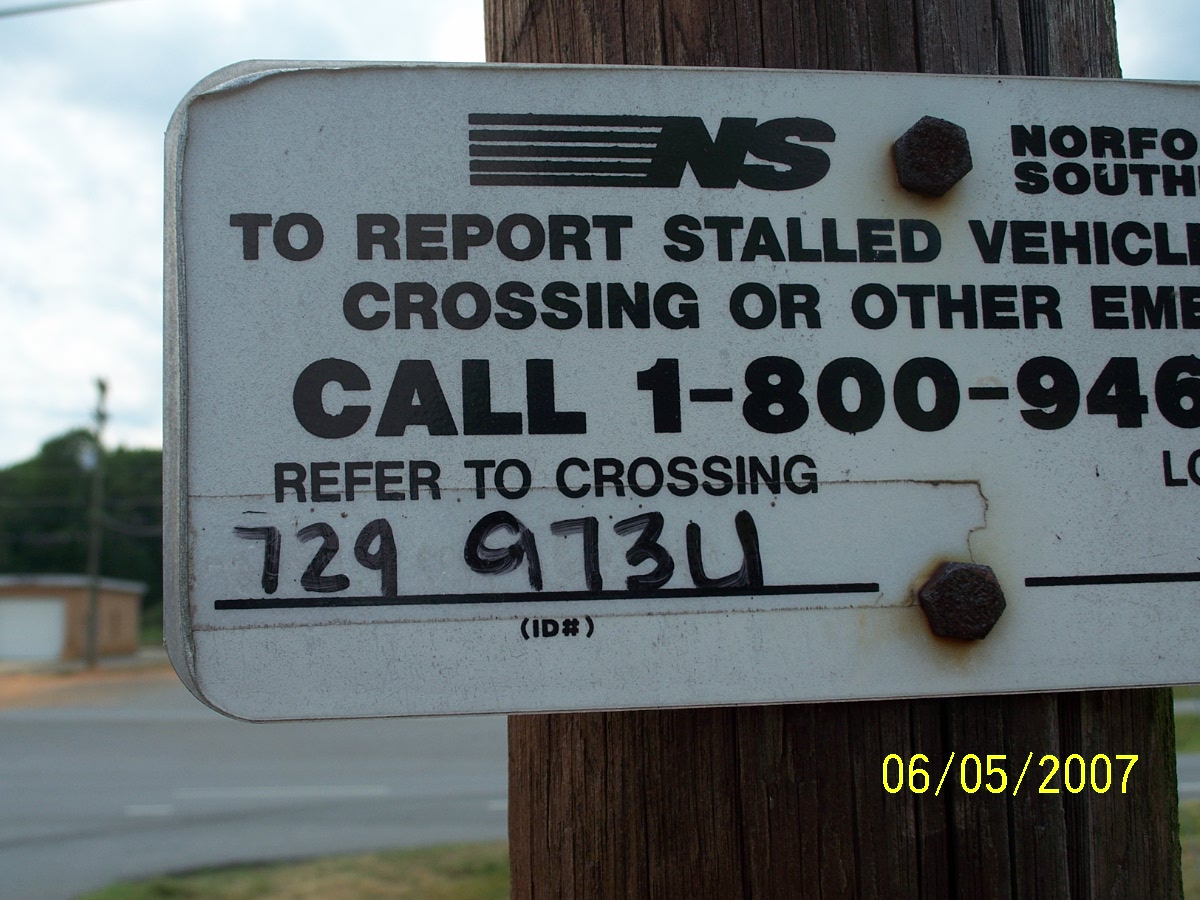 NS
NORFO
SOUTH
TO REPORT STALLED VEHICLE
CROSSING OR OTHER EME
CALL 1-800-946
REFER TO CROSSING
LO
729 973U
(ID#)
06/05/2007